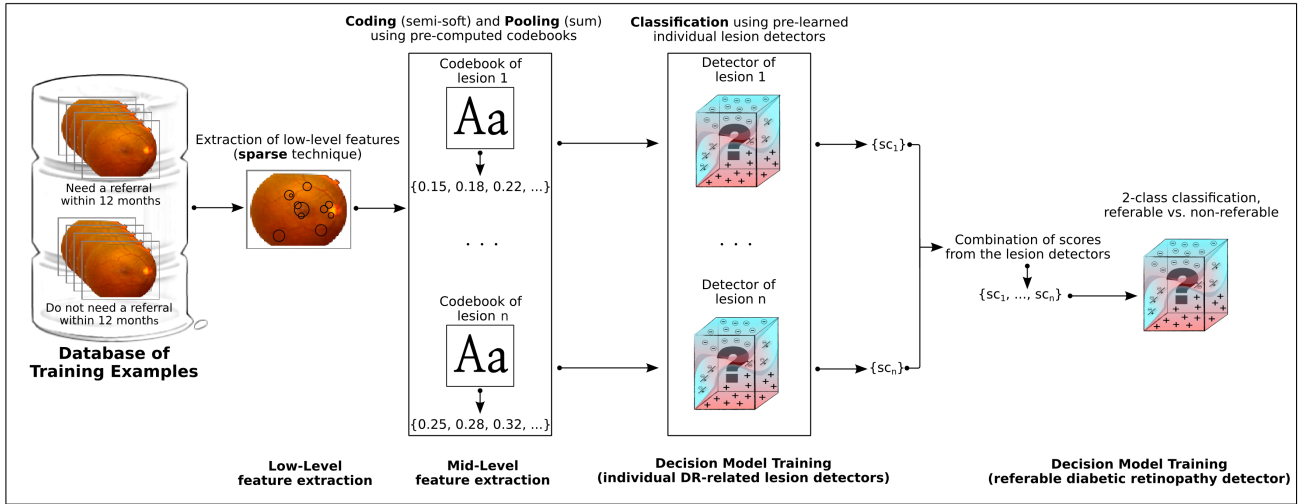 Coding (semi-soft) and Pooling (sum)
using pre-computed codebooks
Classification using pre-learned
individual lesion detectors
Need a referral
within 12 months
Do not need a referral
within 12 months
Database of
Training Examples
Extraction of low-level features
(sparse technique)
Codebook of
lesion 1
Aa
{0.15, 0.18, 0.22, ...}
. . .
Codebook of
lesion n
Aa
{0.25, 0.28, 0.32, ...}
Detector of
lesion 1
?
. . .
Detector of
lesion n
?
{sc₁}
{scₙ}
Combination of scores
from the lesion detectors
{sc₁, ..., scₙ}
2-class classification,
referable vs. non-referable
?
Low-Level
feature extraction
Mid-Level
feature extraction
Decision Model Training
(individual DR-related lesion detectors)
Decision Model Training
(referable diabetic retinopathy detector)